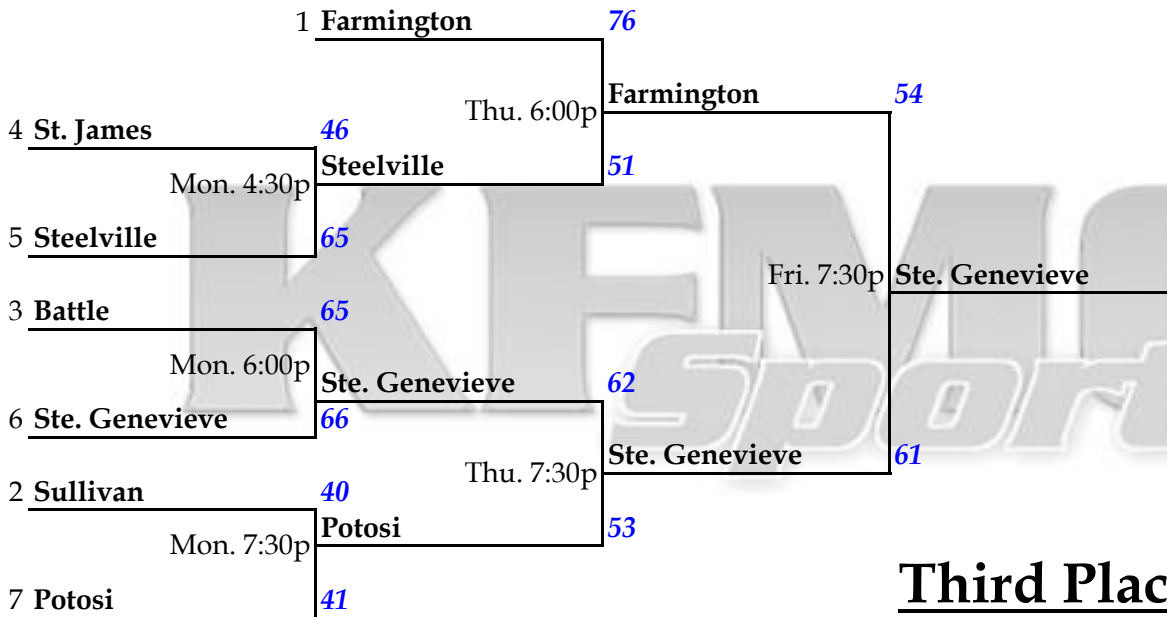 1 Farmington 76
Farmington 54
Thu. 6:00p
4 St. James 46
Steelville 51
Mon. 4:30p
5 Steelville 65
Fri. 7:30p Ste. Genevieve
3 Battle 65
Mon. 6:00p
Ste. Genevieve 62
6 Ste. Genevieve 66
Ste. Genevieve 61
Thu. 7:30p
2 Sullivan 40
Potosi 53
Mon. 7:30p
Third Plac
7 Potosi 41
KFMO
Sport